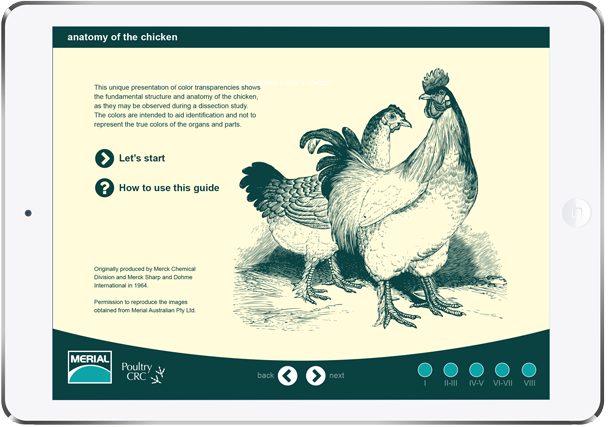 anatomy of the chicken
This unique presentation of color transparencies shows
the fundamental structure and anatomy of the chicken,
as they may be observed during a dissection study.
The colors are intended to aid identification and not to
represent the true colors of the organs and parts.
Let's start
? How to use this guide
Originally produced by Merck Chemical
Division and Merck Sharp and Dohme
International in 1964.
Permission to reproduce the images
obtained from Merial Australian Pty Ltd.
MERIAL
Poultry
CRC
back
next
I II-III IV-V VI-VII VIII